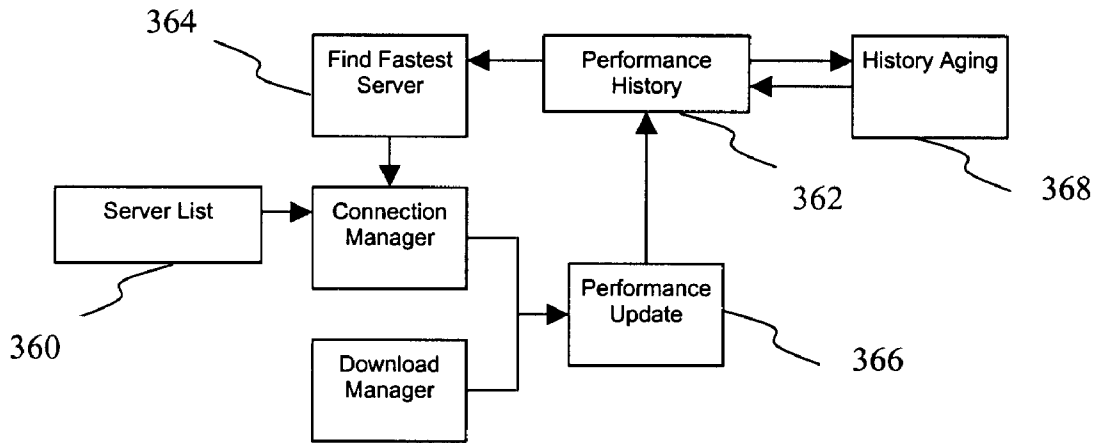 364
Find Fastest
Server
Performance
History
History Aging
362
368
Server List
Connection
Manager
Performance
Update
360
366
Download
Manager